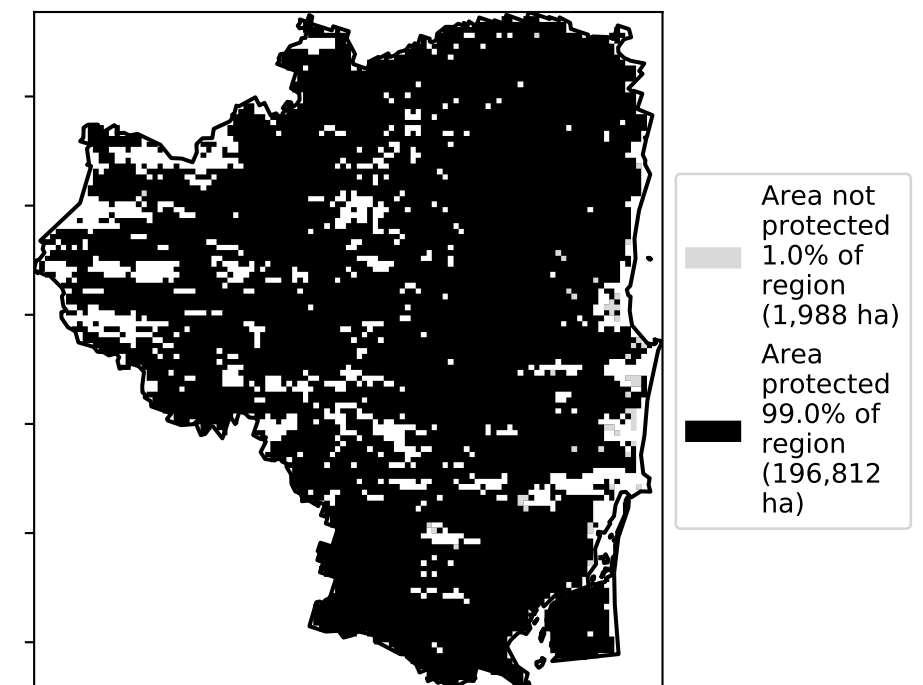 Area not
protected
1.0% of
region
(1,988 ha)
Area
protected
99.0% of
region
(196,812
ha)